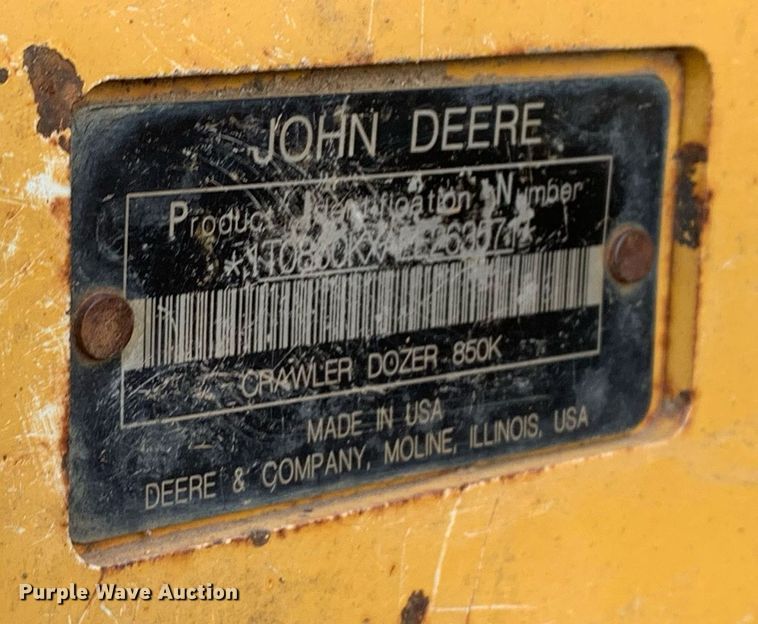 JOHN DEERE
Product Identification Number
CRAWLER DOZER 850K
MADE IN USA
DEERE & COMPANY, MOLINE, ILLINOIS, USA
Purple Wave Auction